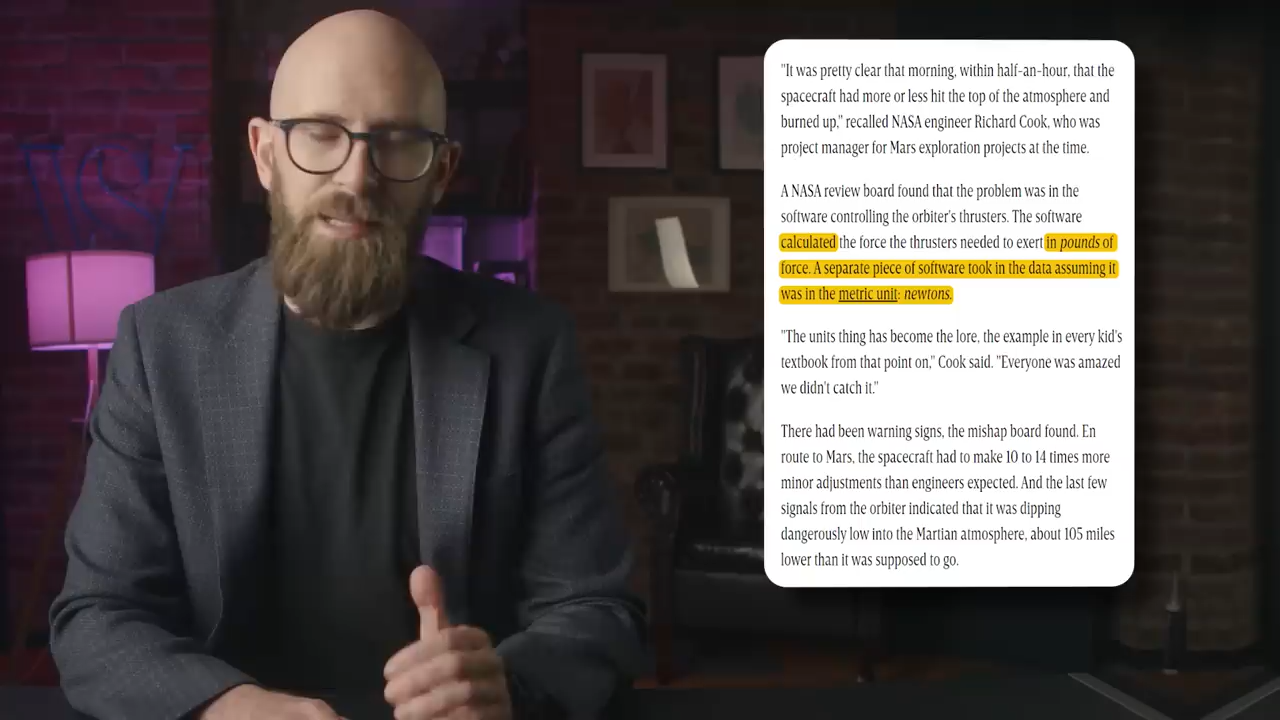 "It was pretty clear that morning, within half-an-hour, that the
spacecraft had more or less hit the top of the atmosphere and
burned up," recalled NASA engineer Richard Cook, who was
project manager for Mars exploration projects at the time.
A NASA review board found that the problem was in the
software controlling the orbiter's thrusters. The software
calculated the force the thrusters needed to exert in pounds of
force. A separate piece of software took in the data assuming it
was in the metric unit: newtons.
"The units thing has become the lore, the example in every kid's
textbook from that point on," Cook said. "Everyone was amazed
we didn't catch it."
There had been warning signs, the mishap board found. En
route to Mars, the spacecraft had to make 10 to 14 times more
minor adjustments than engineers expected. And the last few
signals from the orbiter indicated that it was dipping
dangerously low into the Martian atmosphere, about 105 miles
lower than it was supposed to go.